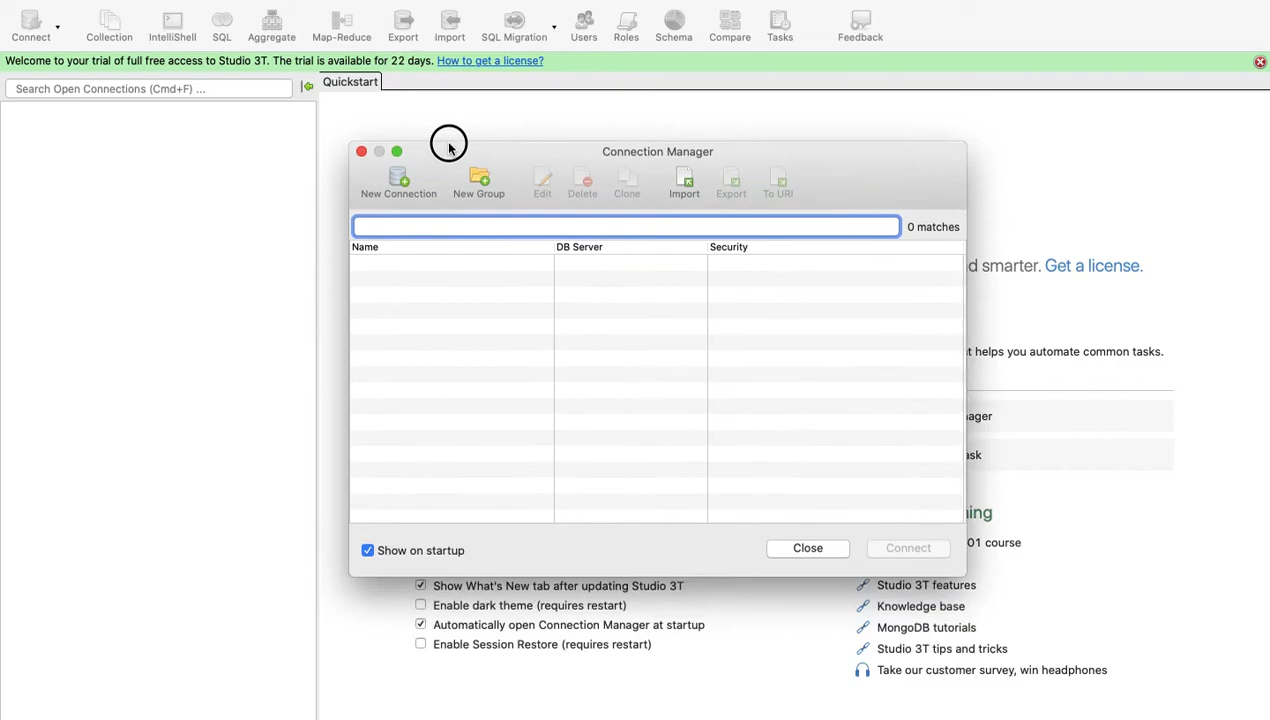 Connect
Collection
IntelliShell
SQL
Aggregate
Map-Reduce
Export
Import
SQL Migration
Users
Roles
Schema
Compare
Tasks
Feedback
Welcome to your trial of full free access to Studio 3T. The trial is available for 22 days. How to get a license?
Search Open Connections (Cmd+F) ...
Quickstart
Connection Manager
New Connection
New Group
Edit
Delete
Clone
Import
Export
To URI
0 matches
Name
DB Server
Security
d smarter. Get a license.
t helps you automate common tasks.
ager
ask
ing
01 course
Show on startup
Close
Connect
Show What's New tab after updating Studio 3T
Enable dark theme (requires restart)
Automatically open Connection Manager at startup
Enable Session Restore (requires restart)
Studio 3T features
Knowledge base
MongoDB tutorials
Studio 3T tips and tricks
Take our customer survey, win headphones